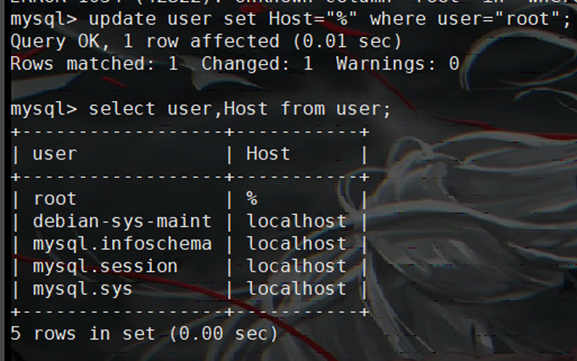 mysql> update user set Host="%" where user="root";
Query OK, 1 row affected (0.01 sec)
Rows matched: 1  Changed: 1  Warnings: 0
mysql> select user,Host from user;
+------------------+-----------+
| user             | Host      |
+------------------+-----------+
| root             | %         |
| debian-sys-maint | localhost |
| mysql.infoschema | localhost |
| mysql.session    | localhost |
| mysql.sys        | localhost |
+------------------+-----------+
5 rows in set (0.00 sec)